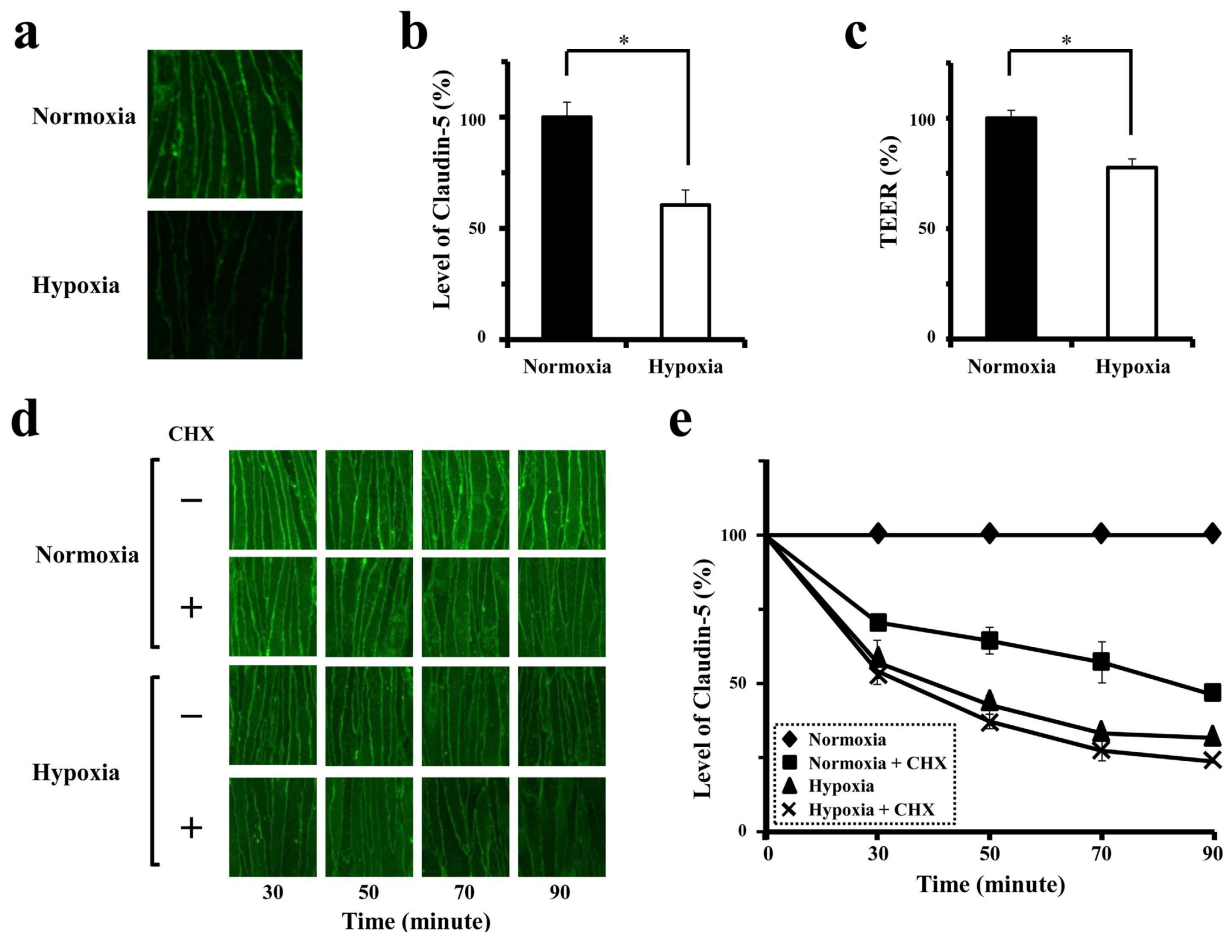 a
Normoxia
Hypoxia
b
Level of Claudin-5 (%)
100
50
0
*
Normoxia
Hypoxia
c
TEER (%)
100
50
0
*
Normoxia
Hypoxia
d
CHX
Normoxia
−
+
Hypoxia
−
+
30 50 70 90
Time (minute)
e
Level of Claudin-5 (%)
100
50
0
Normoxia
Normoxia + CHX
Hypoxia
Hypoxia + CHX
0 30 50 70 90
Time (minute)